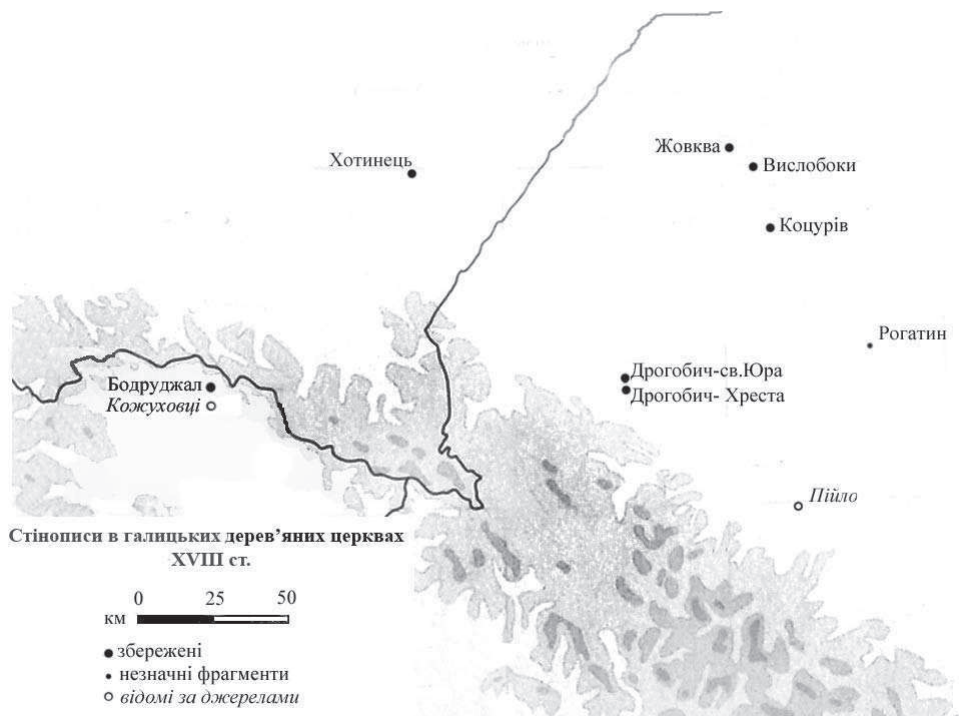 Хотинець
Жовква
Вислобоки
Коцурів
Рогатин
Дрогобич-св.Юра
Дрогобич- Хреста
Бодруджал
Кожуховці
Пійло
Стінописи в галицьких дерев’яних церквах
XVIII ст.
0 25 50
км
збережені
незначні фрагменти
відомі за джерелами